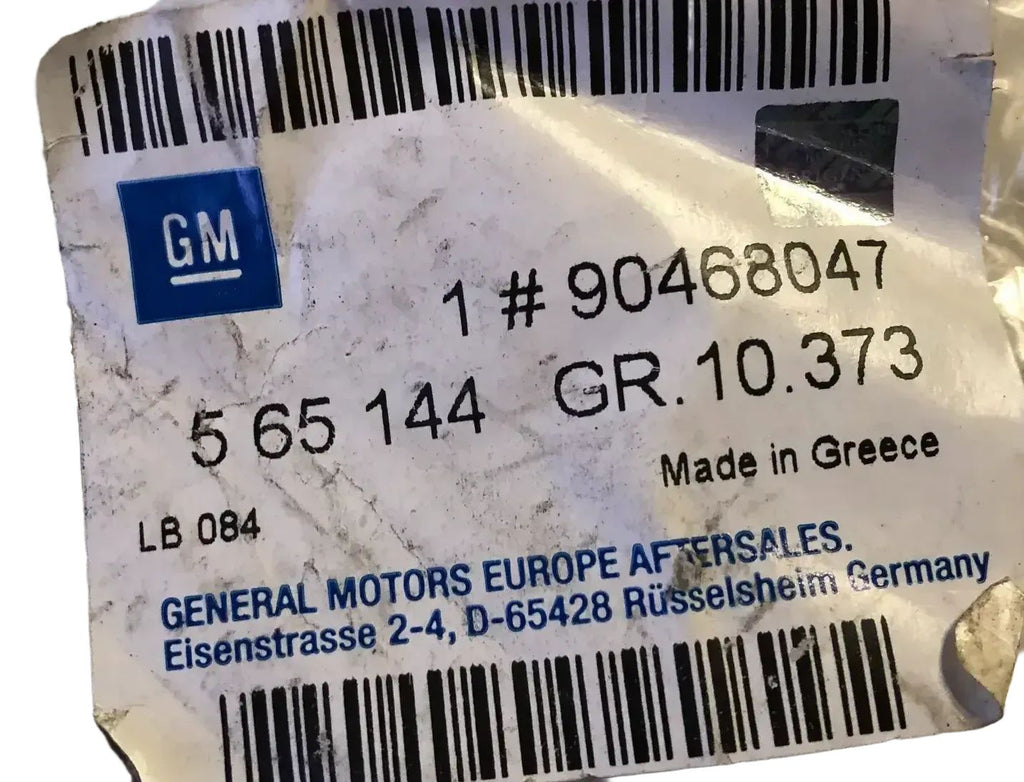 GM
1 # 90468047
5 65 144 GR. 10.373
Made in Greece
LB 084
GENERAL MOTORS EUROPE AFTERSALES.
Eisenstrasse 2-4, D-65428 Rüsselsheim Germany